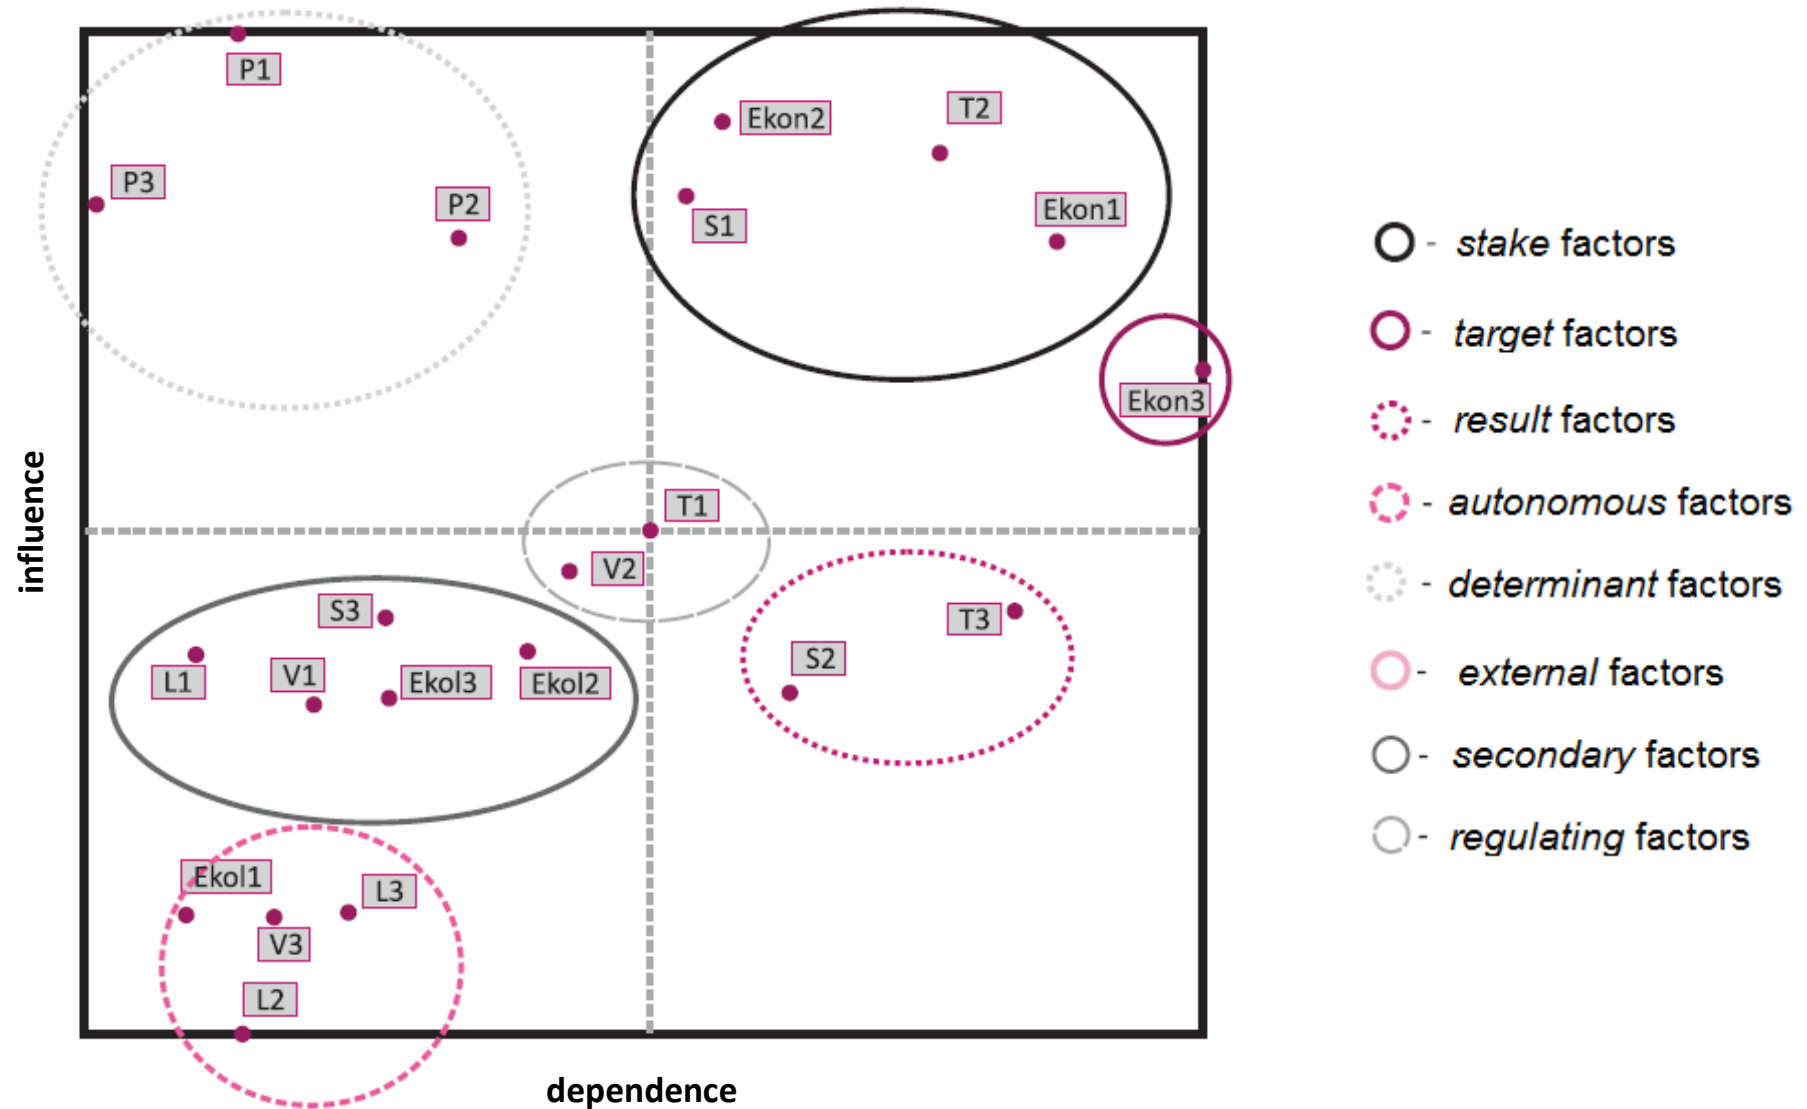 P1
Ekon2
T2
P3
P2
S1
Ekon1
Ekon3
influence
T1
V2
S3
T3
L1
V1
Ekol3
Ekol2
S2
Ekol1
L3
V3
L2
dependence
- stake factors
- target factors
- result factors
- autonomous factors
- determinant factors
- external factors
- secondary factors
- regulating factors